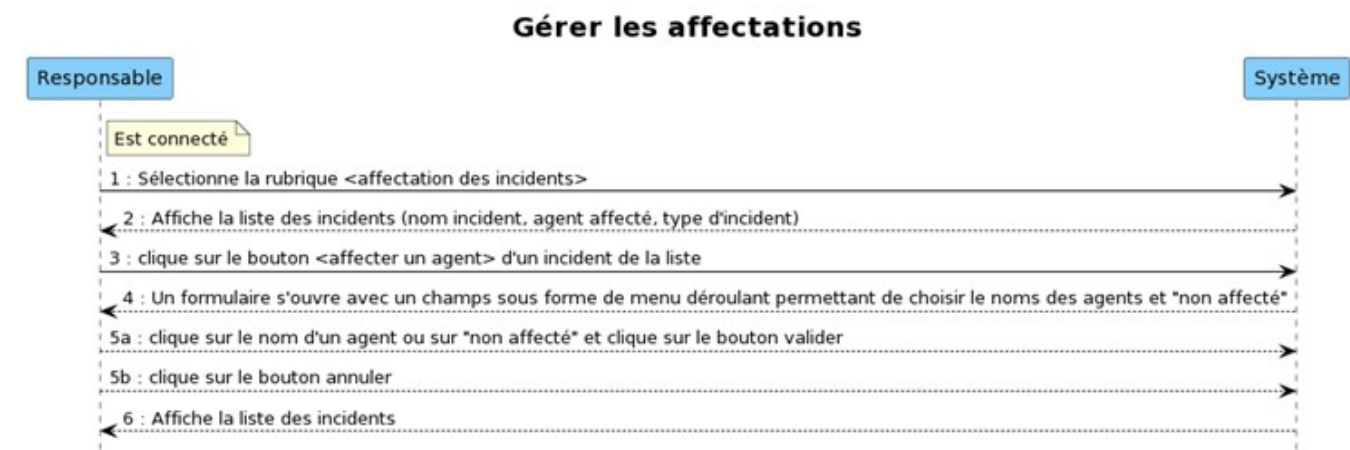 Gérer les affectations
Responsable
Système
Est connecté
1 : Sélectionne la rubrique <affectation des incidents>
2 : Affiche la liste des incidents (nom incident, agent affecté, type d'incident)
3 : clique sur le bouton <affecter un agent> d'un incident de la liste
4 : Un formulaire s'ouvre avec un champs sous forme de menu déroulant permettant de choisir le noms des agents et "non affecté"
5a : clique sur le nom d'un agent ou sur "non affecté" et clique sur le bouton valider
5b : clique sur le bouton annuler
6 : Affiche la liste des incidents